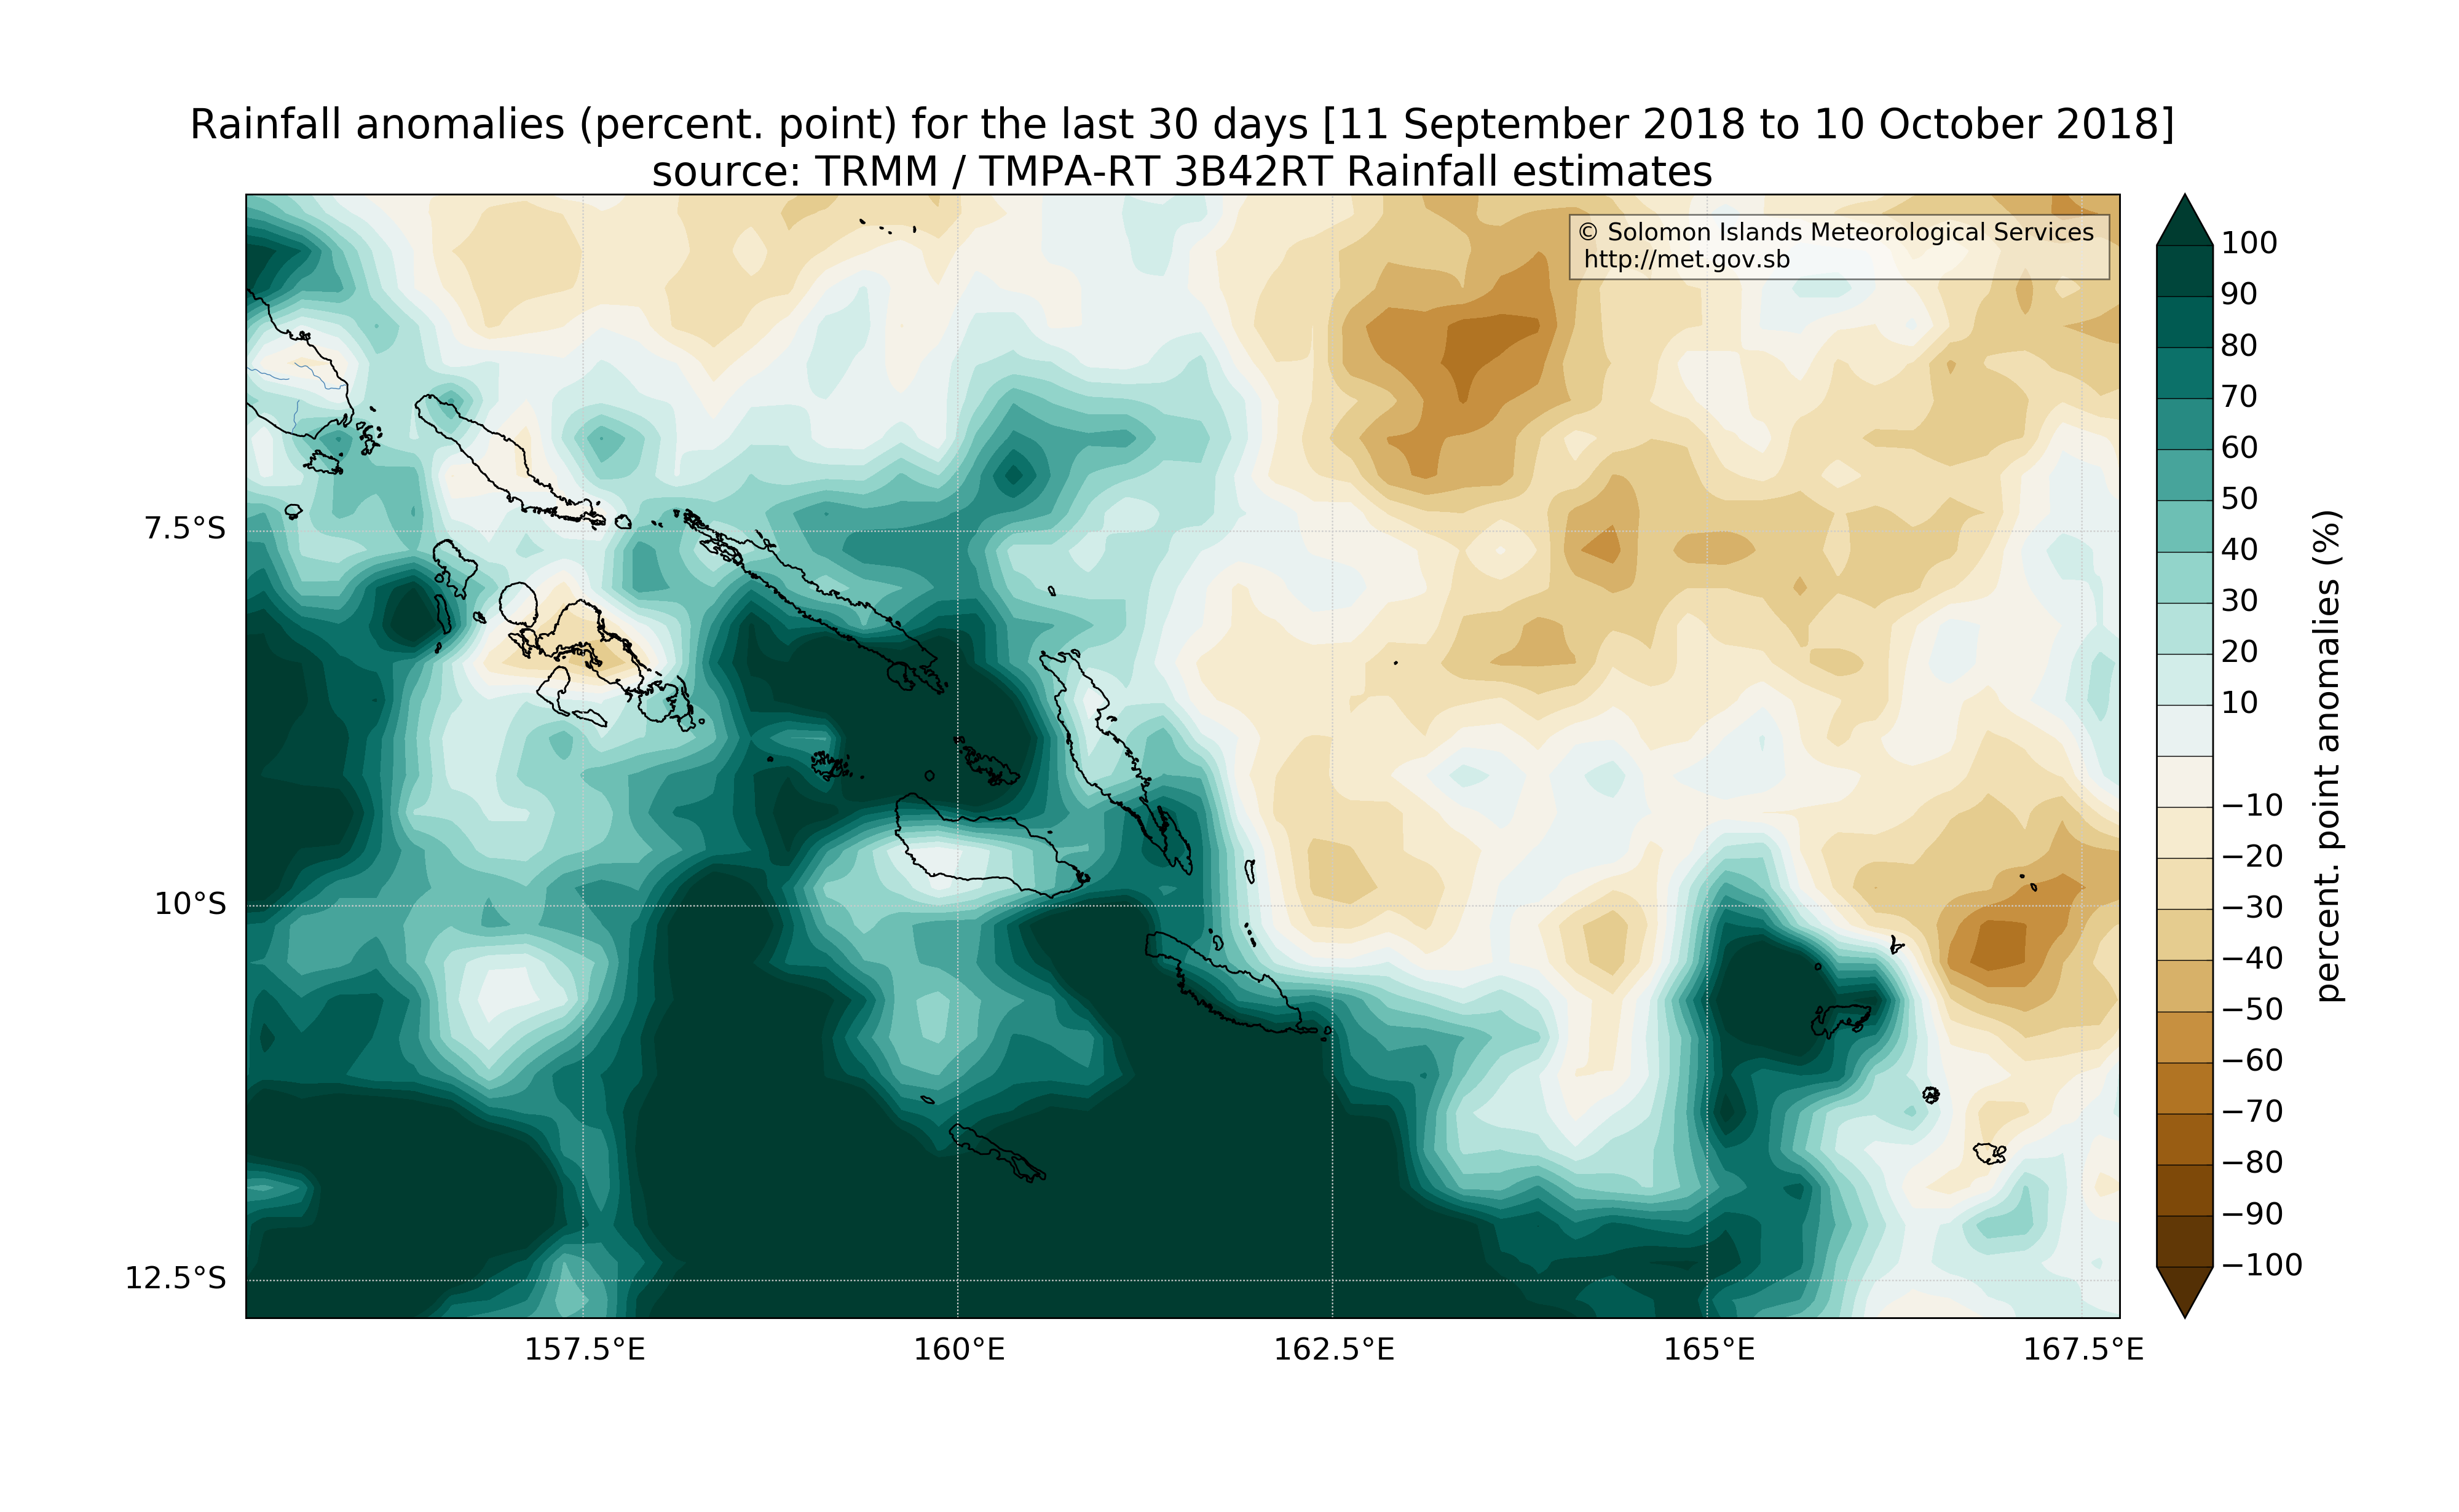 Rainfall anomalies (percent. point) for the last 30 days [11 September 2018 to 10 October 2018]
source: TRMM / TMPA-RT 3B42RT Rainfall estimates
© Solomon Islands Meteorological Services
http://met.gov.sb
7.5°S
10°S
12.5°S
157.5°E
160°E
162.5°E
165°E
167.5°E
100
90
80
70
60
50
40
30
20
10
−10
−20
−30
−40
−50
−60
−70
−80
−90
−100
percent. point anomalies (%)